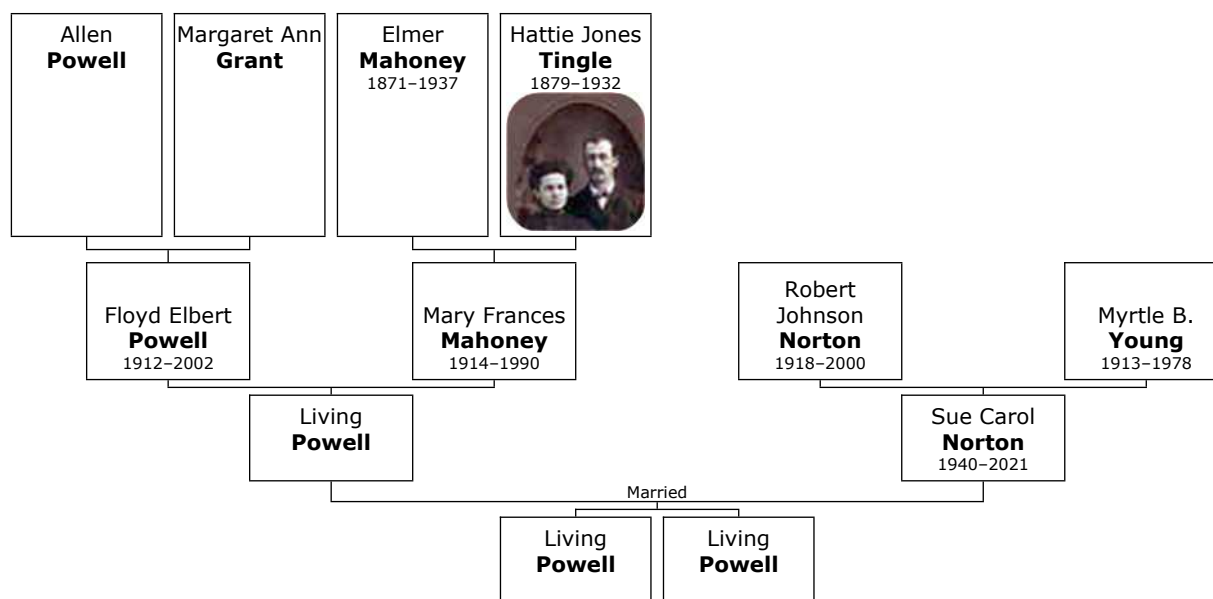 Allen
Powell
Margaret Ann
Grant
Elmer
Mahoney
1871–1937
Hattie Jones
Tingle
1879–1932
Floyd Elbert
Powell
1912–2002
Mary Frances
Mahoney
1914–1990
Robert
Johnson
Norton
1918–2000
Myrtle B.
Young
1913–1978
Living
Powell
Sue Carol
Norton
1940–2021
Married
Living
Powell
Living
Powell